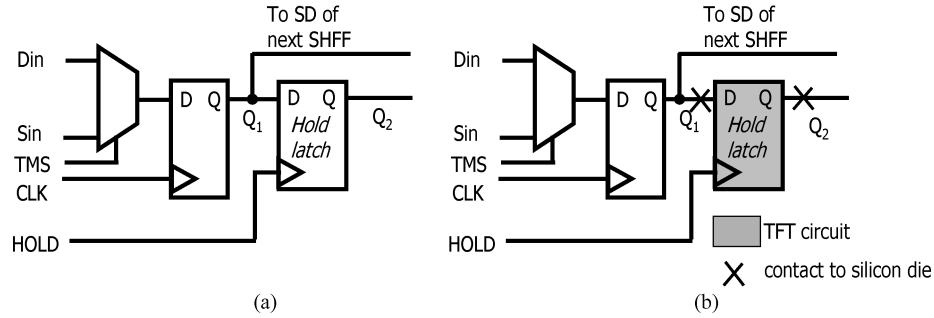 To SD of
next SHFF
Din
D Q
D Q
Q1
Hold
latch
Q2
Sin
TMS
CLK
HOLD
(a)
To SD of
next SHFF
Din
D Q
D Q
Q1
Hold
latch
Q2
Sin
TMS
CLK
HOLD
TFT circuit
contact to silicon die
(b)